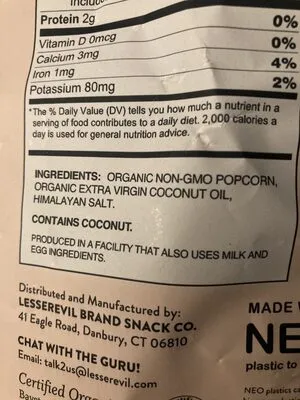 Protein 2g
0%
Vitamin D 0mcg
0%
Calcium 3mg
4%
Iron 1mg
2%
Potassium 80mg
*The % Daily Value (DV) tells you how much a nutrient in a
serving of food contributes to a daily diet. 2,000 calories a
day is used for general nutrition advice.
INGREDIENTS: ORGANIC NON-GMO POPCORN,
ORGANIC EXTRA VIRGIN COCONUT OIL,
HIMALAYAN SALT.
CONTAINS COCONUT.
PRODUCED IN A FACILITY THAT ALSO USES MILK AND
EGG INGREDIENTS.
Distributed and Manufactured by:
LESSEREVIL BRAND SNACK CO.
41 Eagle Road, Danbury, CT 06810
CHAT WITH THE GURU!
Email: talk2us@lesserevil.com
Certified
MADE
NE
plastic to
NEO plastics